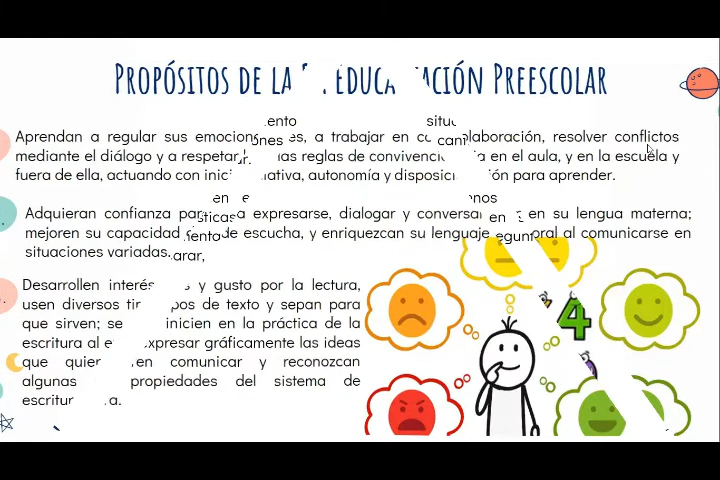 PROPÓSITOS DE LA EDUCACIÓN PREESCOLAR
Aprendan a regular sus emociones, a trabajar en colaboración, resolver conflictos
mediante el diálogo y a respetar las reglas de convivencia en el aula, y en la escuela y
fuera de ella, actuando con iniciativa, autonomía y disposición para aprender.
Adquieran confianza para expresarse, dialogar y conversar en su lengua materna;
mejoren su capacidad de escucha, y enriquezcan su lenguaje oral al comunicarse en
situaciones variadas.
Desarrollen interés y gusto por la lectura,
usen diversos tipos de texto y sepan para
que sirven; se inicien en la práctica de la
escritura al expresar gráficamente las ideas
que quieren comunicar y reconozcan
algunas propiedades del sistema de
escritura.
4